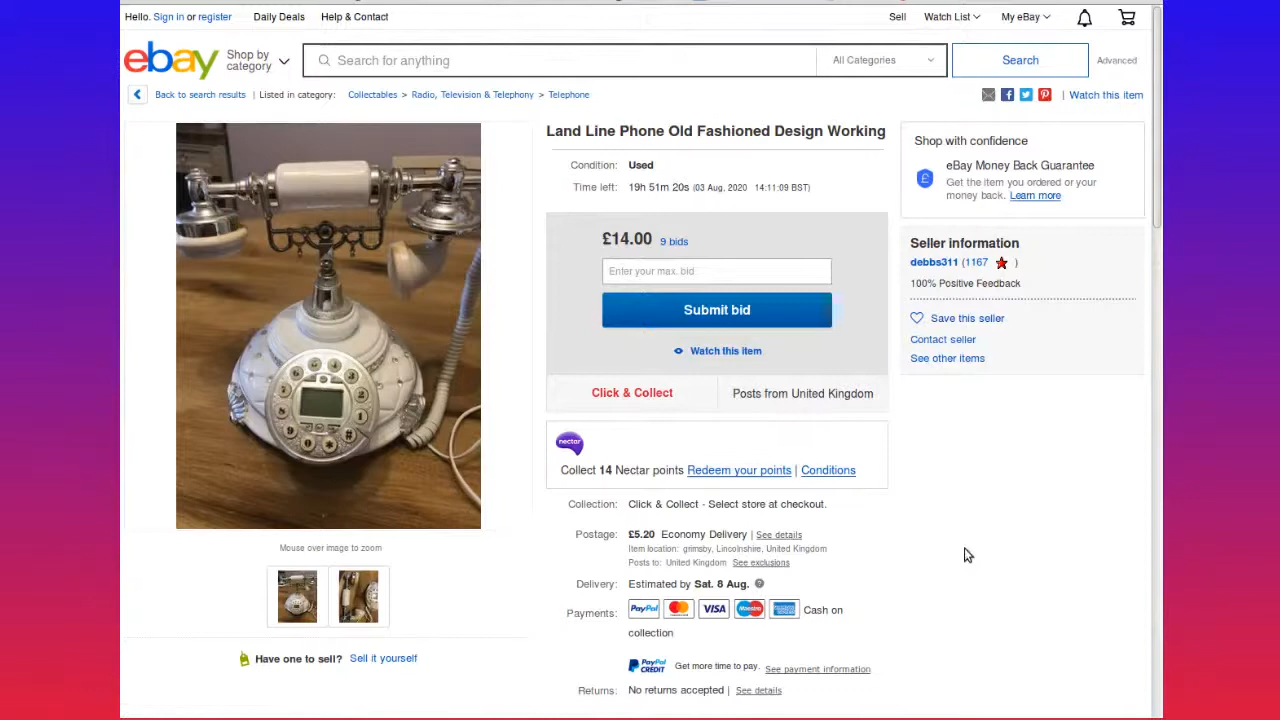 Hello. Sign in or register Daily Deals Help & Contact Sell Watch List My eBay
ebay Shop by category Search for anything All Categories Search Advanced
Back to search results | Listed in category: Collectables > Radio, Television & Telephony > Telephone | Watch this item
Land Line Phone Old Fashioned Design Working
Condition: Used
Time left: 19h 51m 20s (03 Aug, 2020 14:11:09 BST)
£14.00 9 bids
Enter your max. bid
Submit bid
Watch this item
Click & Collect Posts from United Kingdom
nectar
Collect 14 Nectar points Redeem your points | Conditions
Collection: Click & Collect - Select store at checkout.
Postage: £5.20 Economy Delivery | See details
Item location: grimsby, Lincolnshire, United Kingdom
Posts to: United Kingdom See exclusions
Delivery: Estimated by Sat. 8 Aug.
Payments: PayPal MasterCard VISA Maestro Cash on
collection
PayPal CREDIT Get more time to pay. See payment information
Returns: No returns accepted | See details
Shop with confidence
eBay Money Back Guarantee
Get the item you ordered or your
money back. Learn more
Seller information
debbs311 (1167 )
100% Positive Feedback
Save this seller
Contact seller
See other items
Mouse over image to zoom
Have one to sell? Sell it yourself